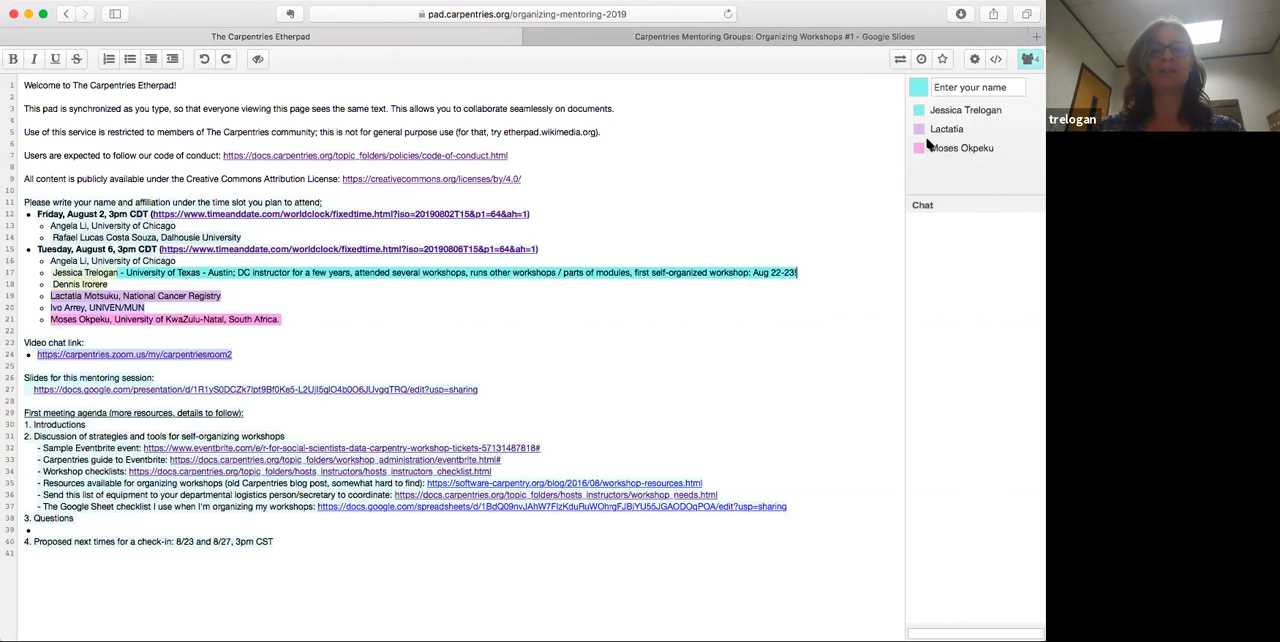 pad.carpentries.org/organizing-mentoring-2019
The Carpentries Etherpad
Carpentries Mentoring Groups: Organizing Workshops #1 - Google Slides
B I U S
4
1 Welcome to The Carpentries Etherpad!
2
3 This pad is synchronized as you type, so that everyone viewing this page sees the same text. This allows you to collaborate seamlessly on documents.
4
5 Use of this service is restricted to members of The Carpentries community; this is not for general purpose use (for that, try etherpad.wikimedia.org).
6
7 Users are expected to follow our code of conduct: https://docs.carpentries.org/topic_folders/policies/code-of-conduct.html
8
9 All content is publicly available under the Creative Commons Attribution License: https://creativecommons.org/licenses/by/4.0/
10
11 Please write your name and affiliation under the time slot you plan to attend;
12 Friday, August 2, 3pm CDT (https://www.timeanddate.com/worldclock/fixedtime.html?iso=20190802T15&p1=64&ah=1)
13 Angela Li, University of Chicago
14 Rafael Lucas Costa Souza, Dalhousie University
15 Tuesday, August 6, 3pm CDT (https://www.timeanddate.com/worldclock/fixedtime.html?iso=20190806T15&p1=64&ah=1)
16 Angela Li, University of Chicago
17 Jessica Trelogan - University of Texas - Austin; DC instructor for a few years, attended several workshops, runs other workshops / parts of modules, first self-organized workshop: Aug 22-23!
18 Dennis Irorere
19 Lactatia Motsuku, National Cancer Registry
20 Ivo Arrey, UNIVEN/MUN
21 Moses Okpeku, University of KwaZulu-Natal, South Africa.
22
23 Video chat link:
24 https://carpentries.zoom.us/my/carpentriesroom2
25
26 Slides for this mentoring session:
27
28
29 First meeting agenda (more resources, details to follow):
30 1. Introductions
31 2. Discussion of strategies and tools for self-organizing workshops
32 - Sample Eventbrite event: https://www.eventbrite.com/e/r-for-social-scientists-data-carpentry-workshop-tickets-57131487818#
33 - Carpentries guide to Eventbrite: https://docs.carpentries.org/topic_folders/workshop_administration/eventbrite.html#
34 - Workshop checklists: https://docs.carpentries.org/topic_folders/hosts_instructors/hosts_instructors_checklist.html
35 - Resources available for organizing workshops (old Carpentries blog post, somewhat hard to find): https://software-carpentry.org/blog/2016/08/workshop-resources.html
36 - Send this list of equipment to your departmental logistics person/secretary to coordinate: https://docs.carpentries.org/topic_folders/hosts_instructors/workshop_needs.html
37 - The Google Sheet checklist I use when I'm organizing my workshops:
38 3. Questions
39
40 4. Proposed next times for a check-in: 8/23 and 8/27, 3pm CST
41
Enter your name
Jessica Trelogan
Lactatia
Moses Okpeku
Chat
trelogan